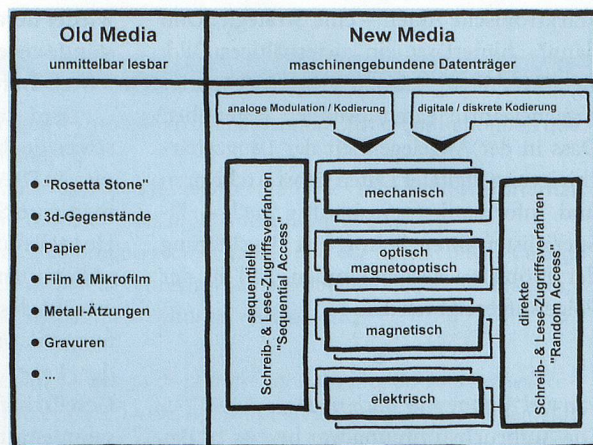 Old Media
unmittelbar lesbar
New Media
maschinengebundene Datenträger
analoge Modulation / Kodierung
digitale / diskrete Kodierung
● "Rosetta Stone"
● 3d-Gegenstände
● Papier
● Film & Mikrofilm
● Metall-Ätzungen
● Gravuren
● ...
sequentielle
Schreib- & Lese-Zugriffsverfahren
"Sequential Access"
mechanisch
optisch
magnetooptisch
magnetisch
elektrisch
direkte
Schreib- & Lese-Zugriffsverfahren
"Random Access"